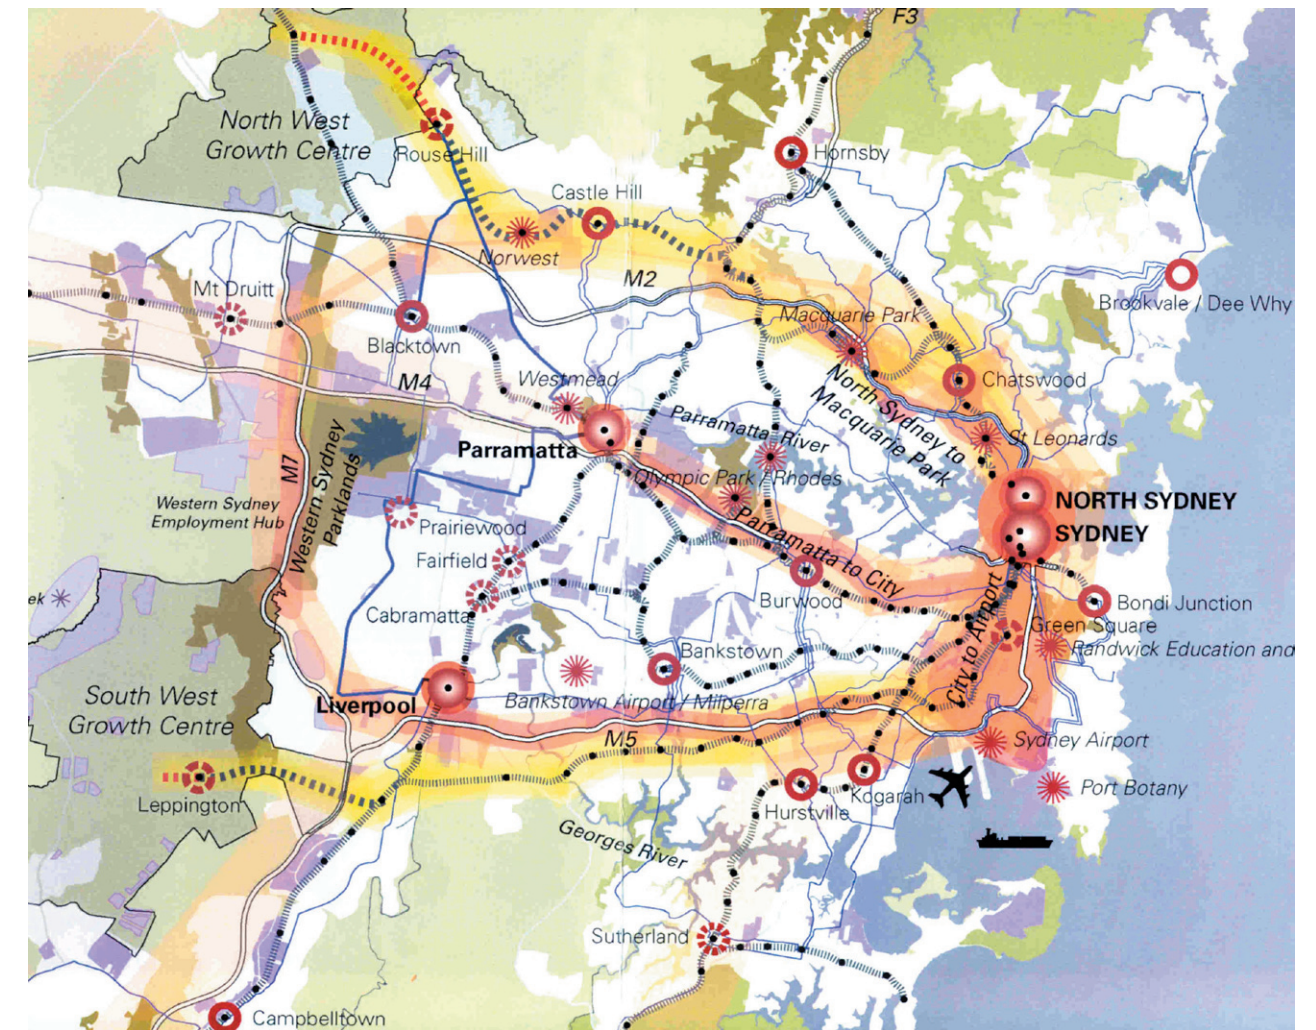 F3
North West
Growth Centre
Rouse Hill
Hornsby
Castle Hill
Norwest
M2
Mt Druitt
Brookvale / Dee Why
Macquarie Park
Blacktown
M4
Westmead
Chatswood
North Sydney to
Macquarie Park
Parramatta River
St Leonards
Parramatta
M7
Western Sydney
Parklands
Olympic Park / Rhodes
Western Sydney
Employment Hub
NORTH SYDNEY
SYDNEY
Prairiewood
Parramatta to City
Fairfield
Cabramatta
Burwood
City to Airport
Bondi Junction
Green Square
Randwick Education and
ek
Bankstown
South West
Growth Centre
Liverpool
Bankstown Airport / Milperra
M5
Sydney Airport
Leppington
Hurstville
Kogarah
Port Botany
Georges River
Sutherland
Campbelltown